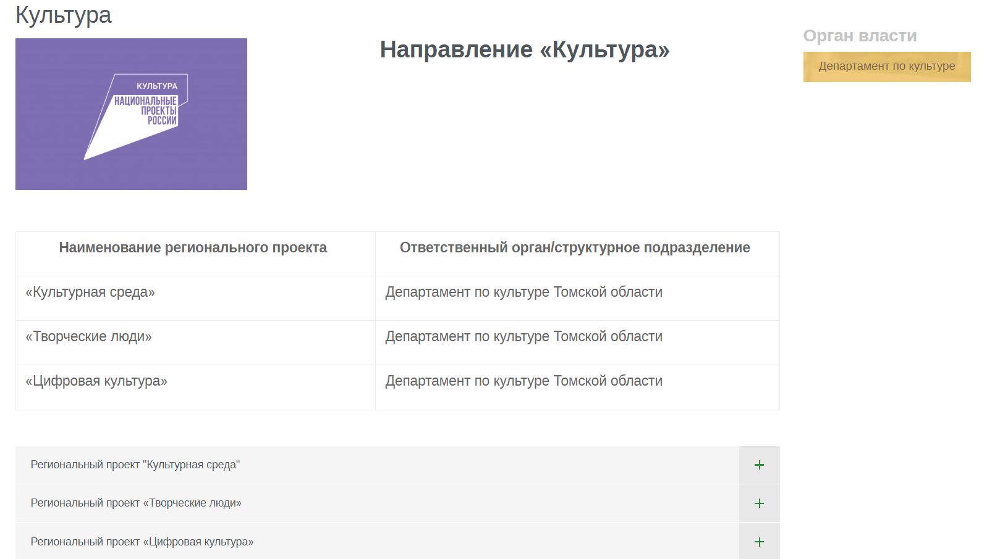 Культура
КУЛЬТУРА
НАЦИОНАЛЬНЫЕ
ПРОЕКТЫ
РОССИИ
Направление «Культура»
Орган власти
Департамент по культуре
Наименование регионального проекта
Ответственный орган/структурное подразделение
«Культурная среда»
Департамент по культуре Томской области
«Творческие люди»
Департамент по культуре Томской области
«Цифровая культура»
Департамент по культуре Томской области
Региональный проект "Культурная среда"
Региональный проект «Творческие люди»
Региональный проект «Цифровая культура»